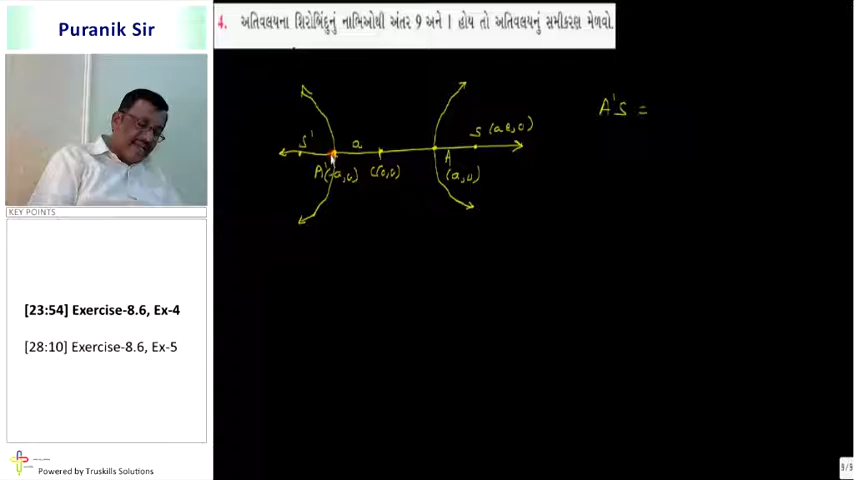 Puranik Sir
4. અતિવલયના શિરોબિંદુનું નાભિઓથી અંતર 9 અને 1 હોય તો અતિવલયનું સમીકરણ મેળવો.
A'S =
S (ae, 0)
S'
a
A
A'(-a, 0)
C(0, 0)
(a, 0)
KEY POINTS
[23:54] Exercise-8.6, Ex-4
[28:10] Exercise-8.6, Ex-5
Powered by Truskills Solutions
9/9